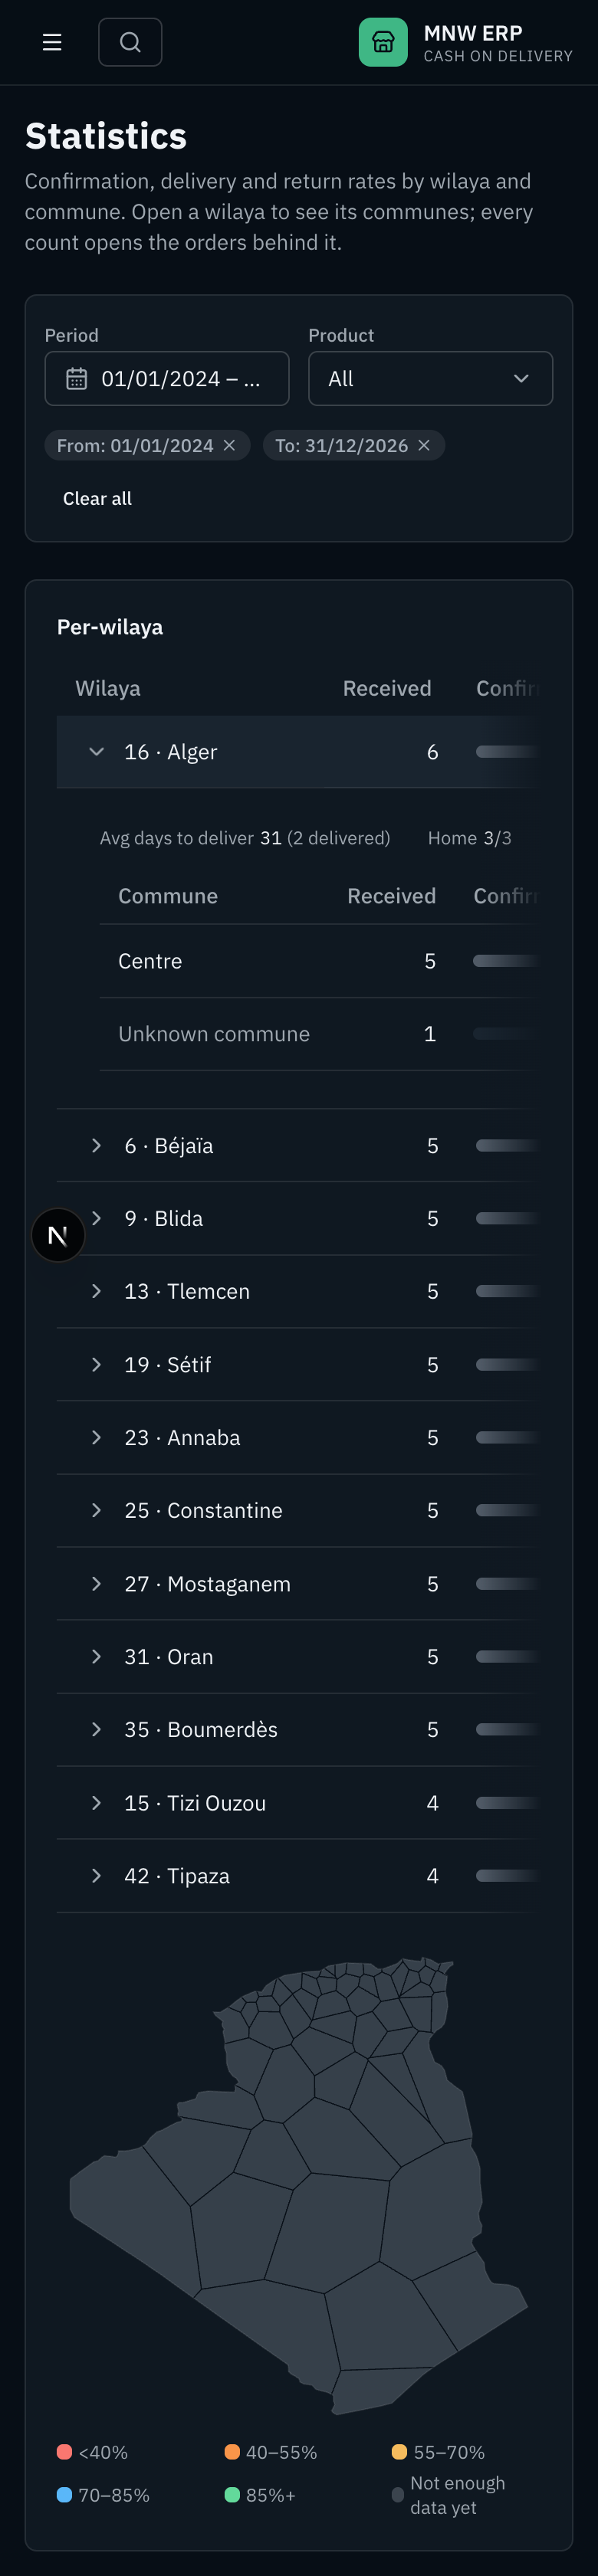 MNW ERP
CASH ON DELIVERY
Statistics
Confirmation, delivery and return rates by wilaya and
commune. Open a wilaya to see its communes; every
count opens the orders behind it.
Period Product
01/01/2024 – ... All
From: 01/01/2024 To: 31/12/2026
Clear all
Per-wilaya
Wilaya Received
16 · Alger 6
Avg days to deliver 31 (2 delivered) Home 3/3
Commune Received
Centre 5
Unknown commune 1
6 · Béjaïa 5
N
9 · Blida 5
13 · Tlemcen 5
19 · Sétif 5
23 · Annaba 5
25 · Constantine 5
27 · Mostaganem 5
31 · Oran 5
35 · Boumerdès 5
15 · Tizi Ouzou 4
42 · Tipaza 4
<40% 40–55% 55–70%
70–85% 85%+ Not enough
data yet